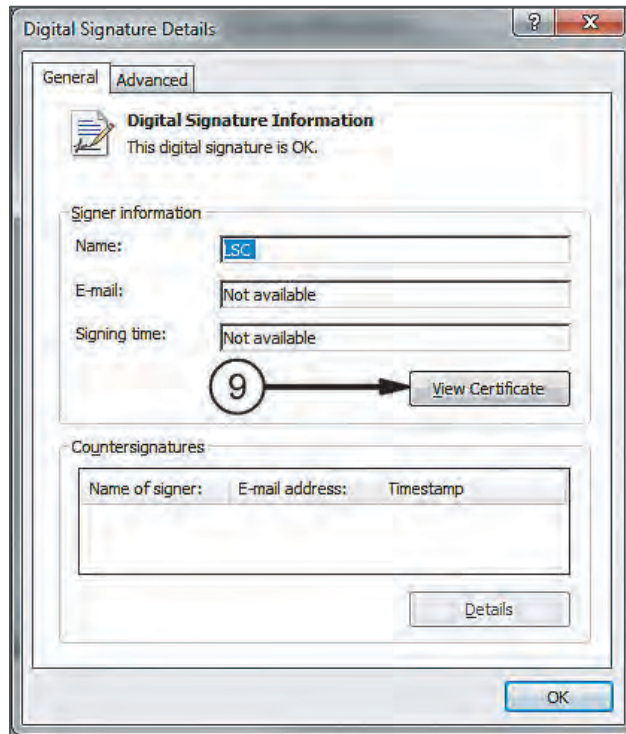 Digital Signature Details
?
X
General
Advanced
Digital Signature Information
This digital signature is OK.
Signer information
Name: LSC
E-mail: Not available
Signing time: Not available
9
View Certificate
Countersignatures
Name of signer: E-mail address: Timestamp
Details
OK